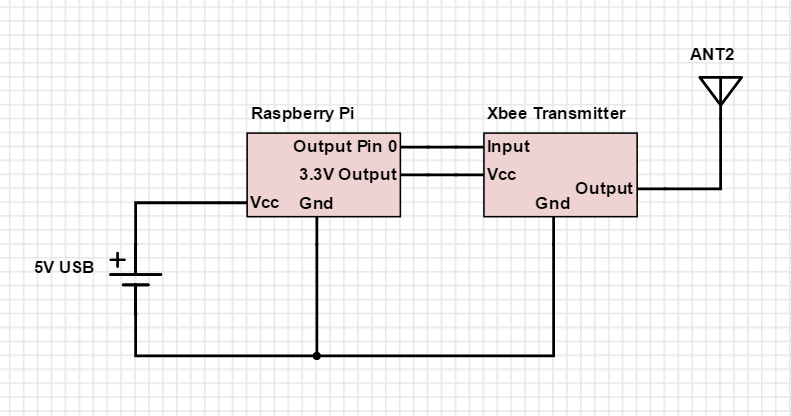 ANT2
Raspberry Pi
Xbee Transmitter
Output Pin 0
Input
3.3V Output
Vcc
Output
Vcc
Gnd
Gnd
+
5V USB